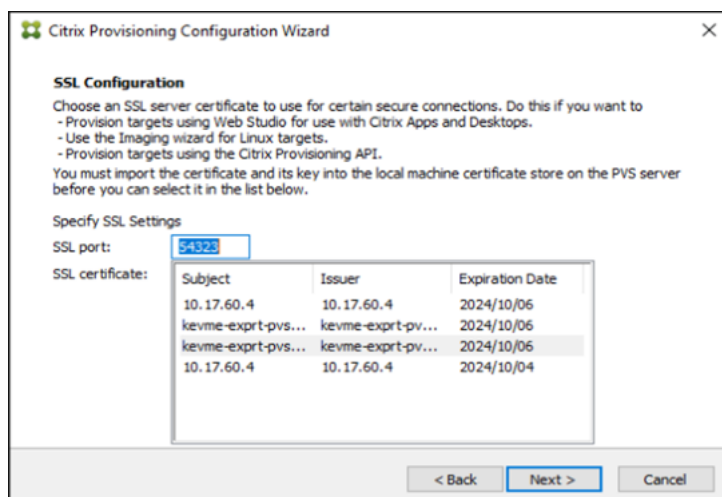 Citrix Provisioning Configuration Wizard
SSL Configuration
Choose an SSL server certificate to use for certain secure connections. Do this if you want to
- Provision targets using Web Studio for use with Citrix Apps and Desktops.
- Use the Imaging wizard for Linux targets.
- Provision targets using the Citrix Provisioning API.
You must import the certificate and its key into the local machine certificate store on the PVS server
before you can select it in the list below.
Specify SSL Settings
SSL port: 54323
SSL certificate:
Subject Issuer Expiration Date
10.17.60.4 10.17.60.4 2024/10/06
kevme-exprt-pvs... kevme-exprt-pv... 2024/10/06
kevme-exprt-pvs... kevme-exprt-pv... 2024/10/06
10.17.60.4 10.17.60.4 2024/10/04
< Back Next > Cancel